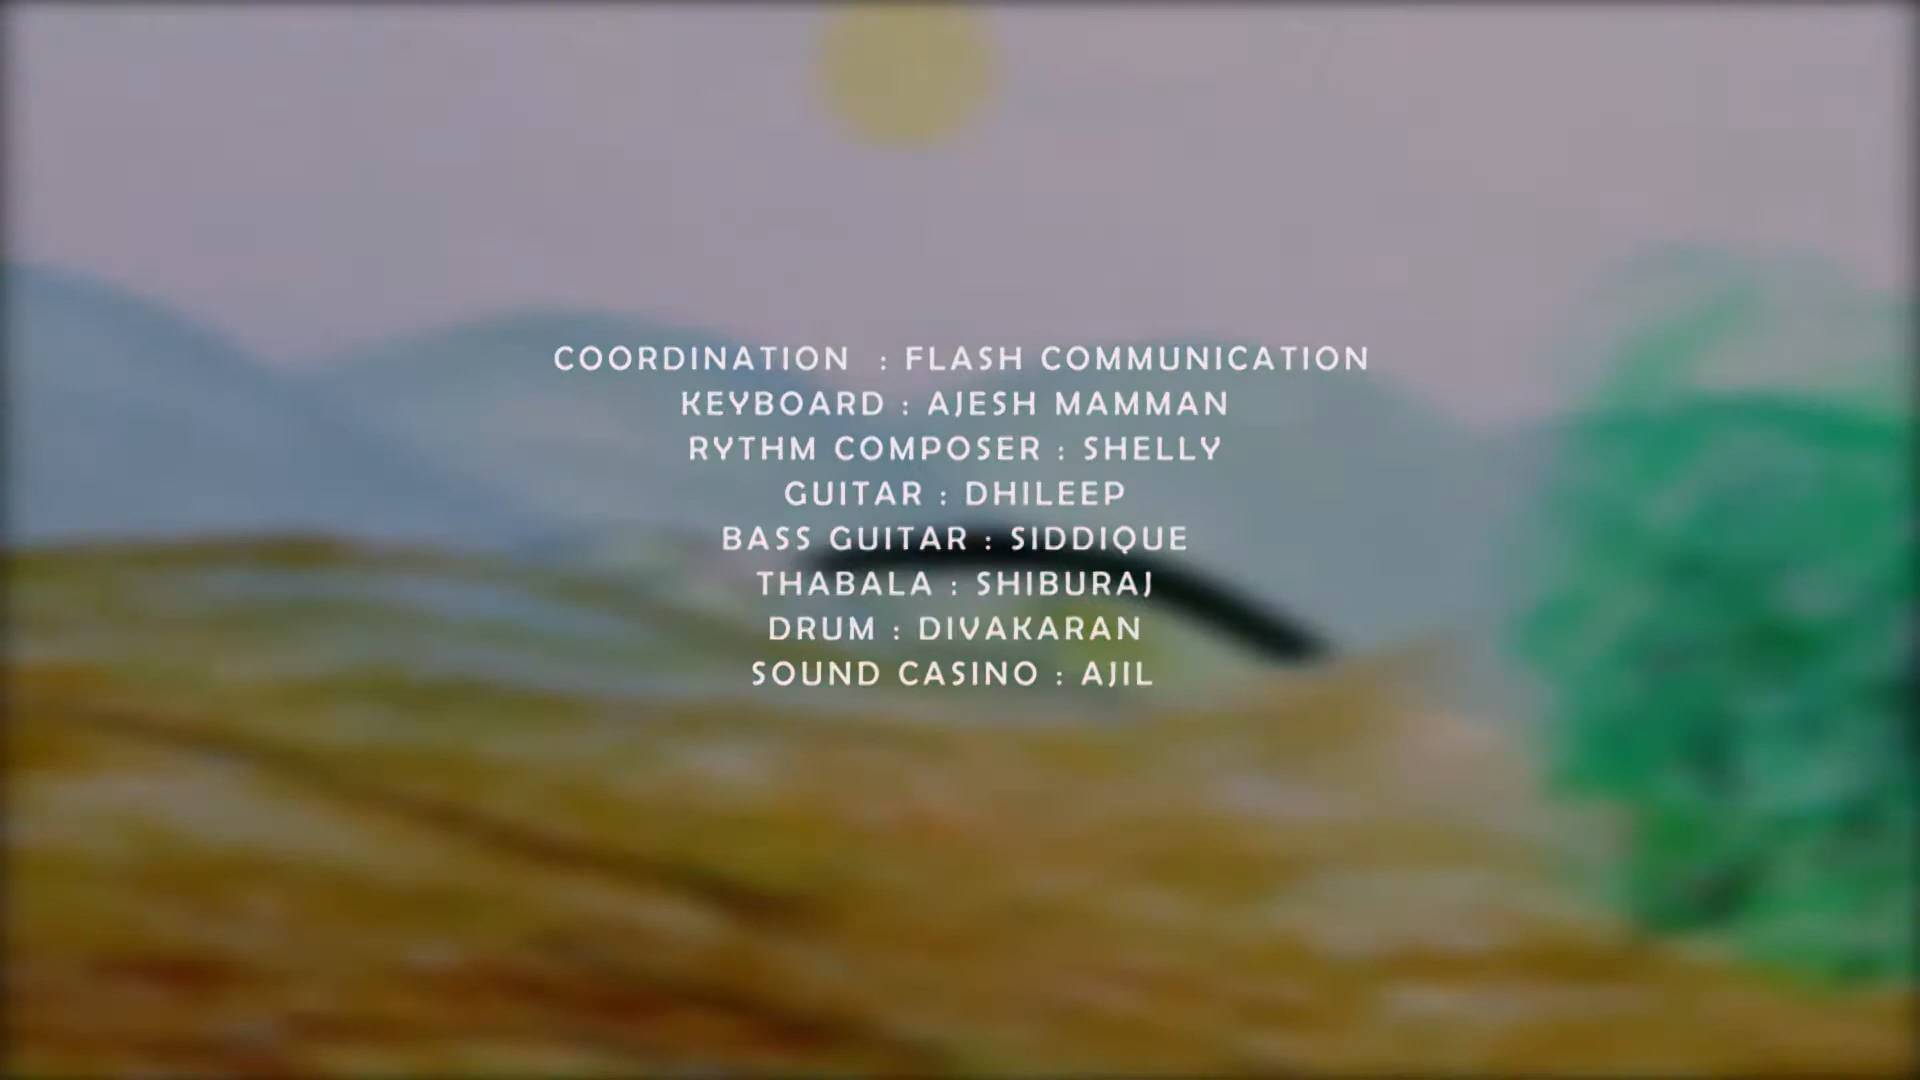 COORDINATION : FLASH COMMUNICATION
KEYBOARD : AJESH MAMMAN
RYTHM COMPOSER : SHELLY
GUITAR : DHILEEP
BASS GUITAR : SIDDIQUE
THABALA : SHIBURAJ
DRUM : DIVAKARAN
SOUND CASINO : AJIL